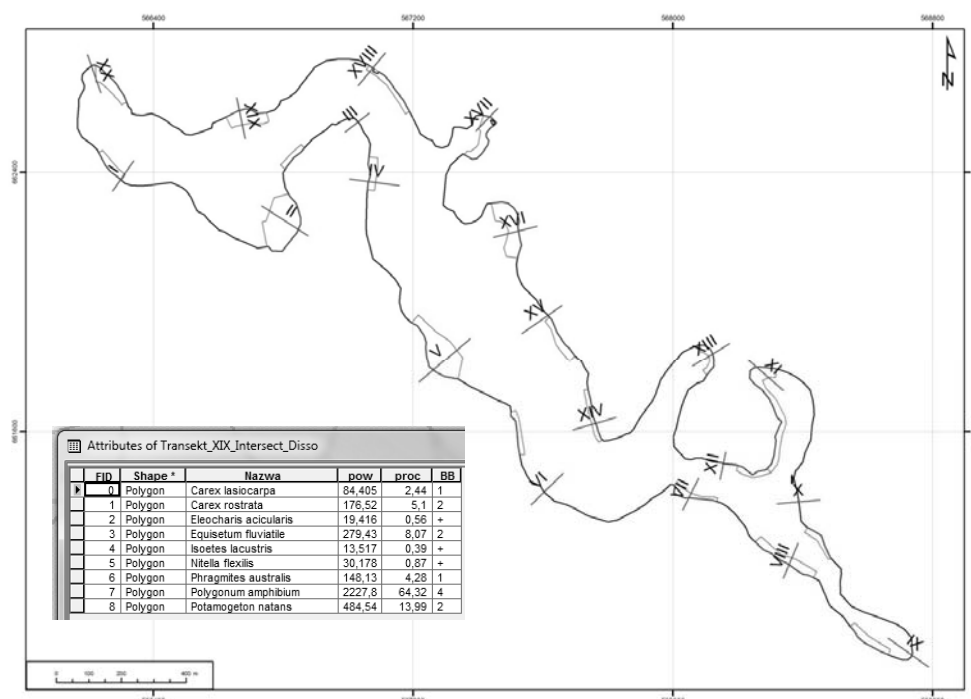 566400 567200 568000 568800
XX
XVIII
XIX
III
XVII
N
662400
I
IV
II
XVI
XV
V
XIII
XI
XIV
661600
XII
VI
VII
X
VIII
IX
Attributes of Transekt_XIX_Intersect_Disso
FID Shape * Nazwa pow proc BB
0 Polygon Carex lasiocarpa 84,405 2,44 1
1 Polygon Carex rostrata 176,52 5,1 2
2 Polygon Eleocharis acicularis 19,416 0,56 +
3 Polygon Equisetum fluviatile 279,43 8,07 2
4 Polygon Isoetes lacustris 13,517 0,39 +
5 Polygon Nitella flexilis 30,178 0,87 +
6 Polygon Phragmites australis 148,13 4,28 1
7 Polygon Polygonum amphibium 2227,8 64,32 4
8 Polygon Potamogeton natans 484,54 13,99 2
0 100 200 400 m